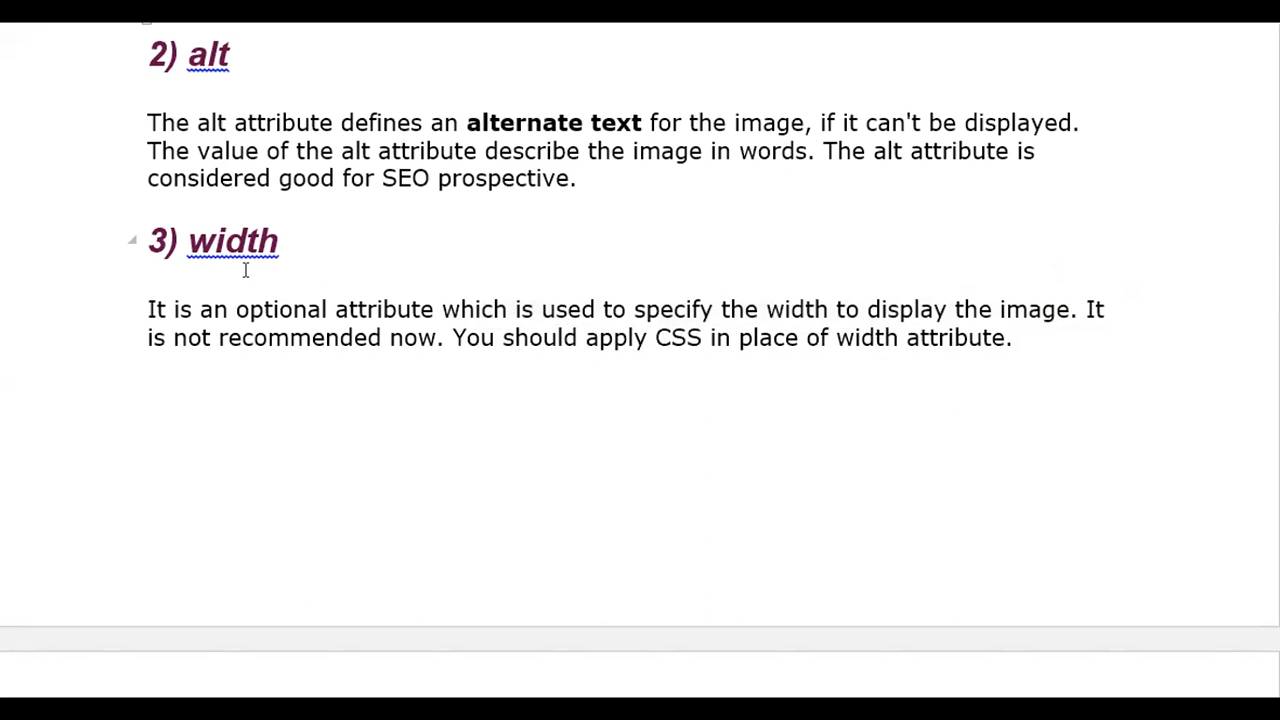 2) alt
The alt attribute defines an alternate text for the image, if it can't be displayed.
The value of the alt attribute describe the image in words. The alt attribute is
considered good for SEO prospective.
3) width
It is an optional attribute which is used to specify the width to display the image. It
is not recommended now. You should apply CSS in place of width attribute.